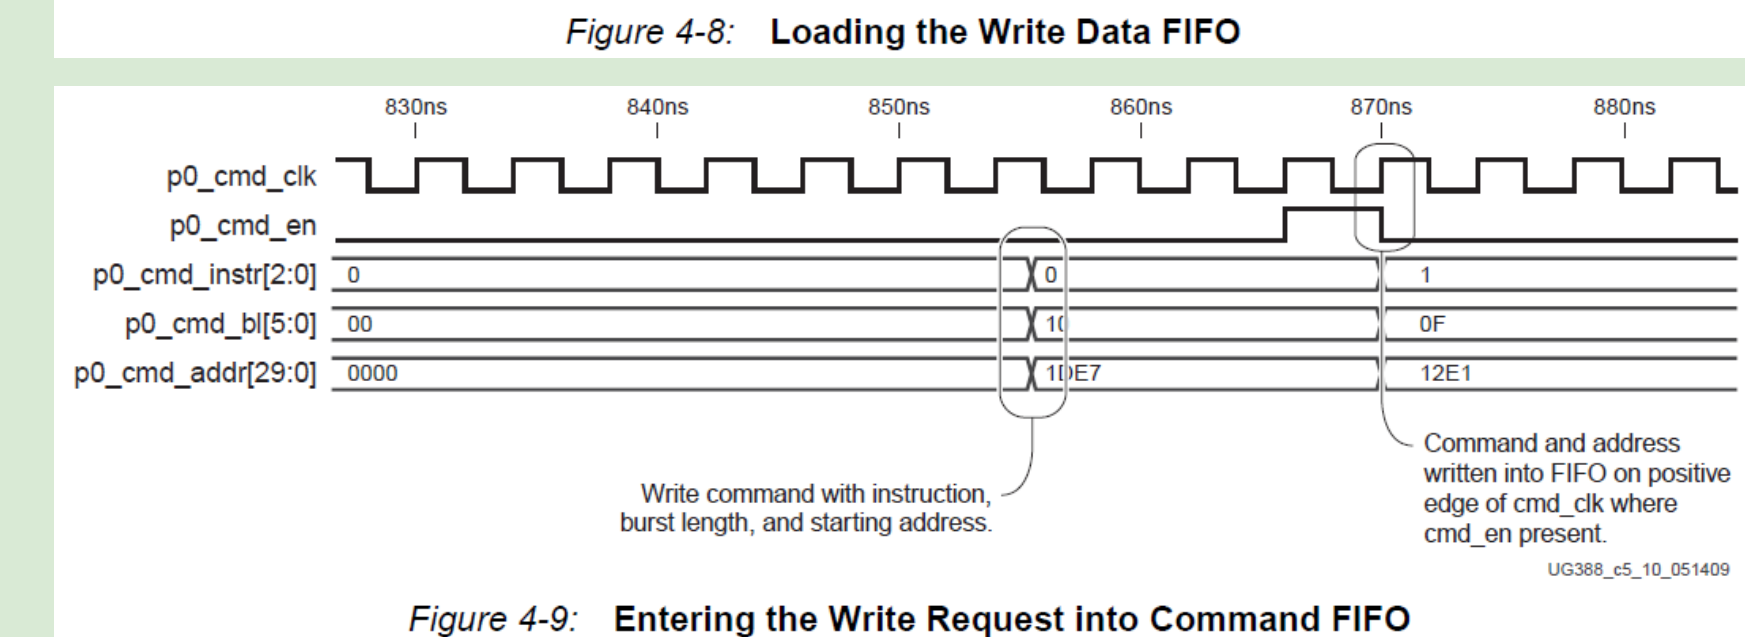 Figure 4-8: Loading the Write Data FIFO
830ns 840ns 850ns 860ns 870ns 880ns
p0_cmd_clk
p0_cmd_en
p0_cmd_instr[2:0] 0 0 1
p0_cmd_bl[5:0] 00 10 0F
p0_cmd_addr[29:0] 0000 1DE7 12E1
Write command with instruction,
burst length, and starting address.
Command and address
written into FIFO on positive
edge of cmd_clk where
cmd_en present.
UG388_c5_10_051409
Figure 4-9: Entering the Write Request into Command FIFO